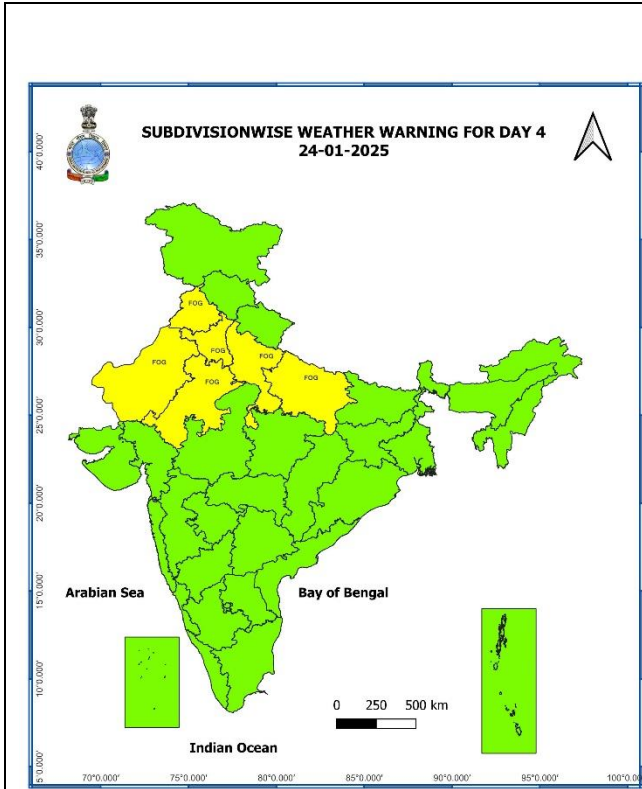 SUBDIVISIONWISE WEATHER WARNING FOR DAY 4
24-01-2025
40°0.000'
35°0.000'
30°0.000'
25°0.000'
20°0.000'
15°0.000'
10°0.000'
5°0.000'
FOG
FOG
FOG
FOG
FOG
FOG
Arabian Sea
Bay of Bengal
0 250 500 km
Indian Ocean
70°0.000' 75°0.000' 80°0.000' 85°0.000' 90°0.000' 95°0.000' 100°0.0